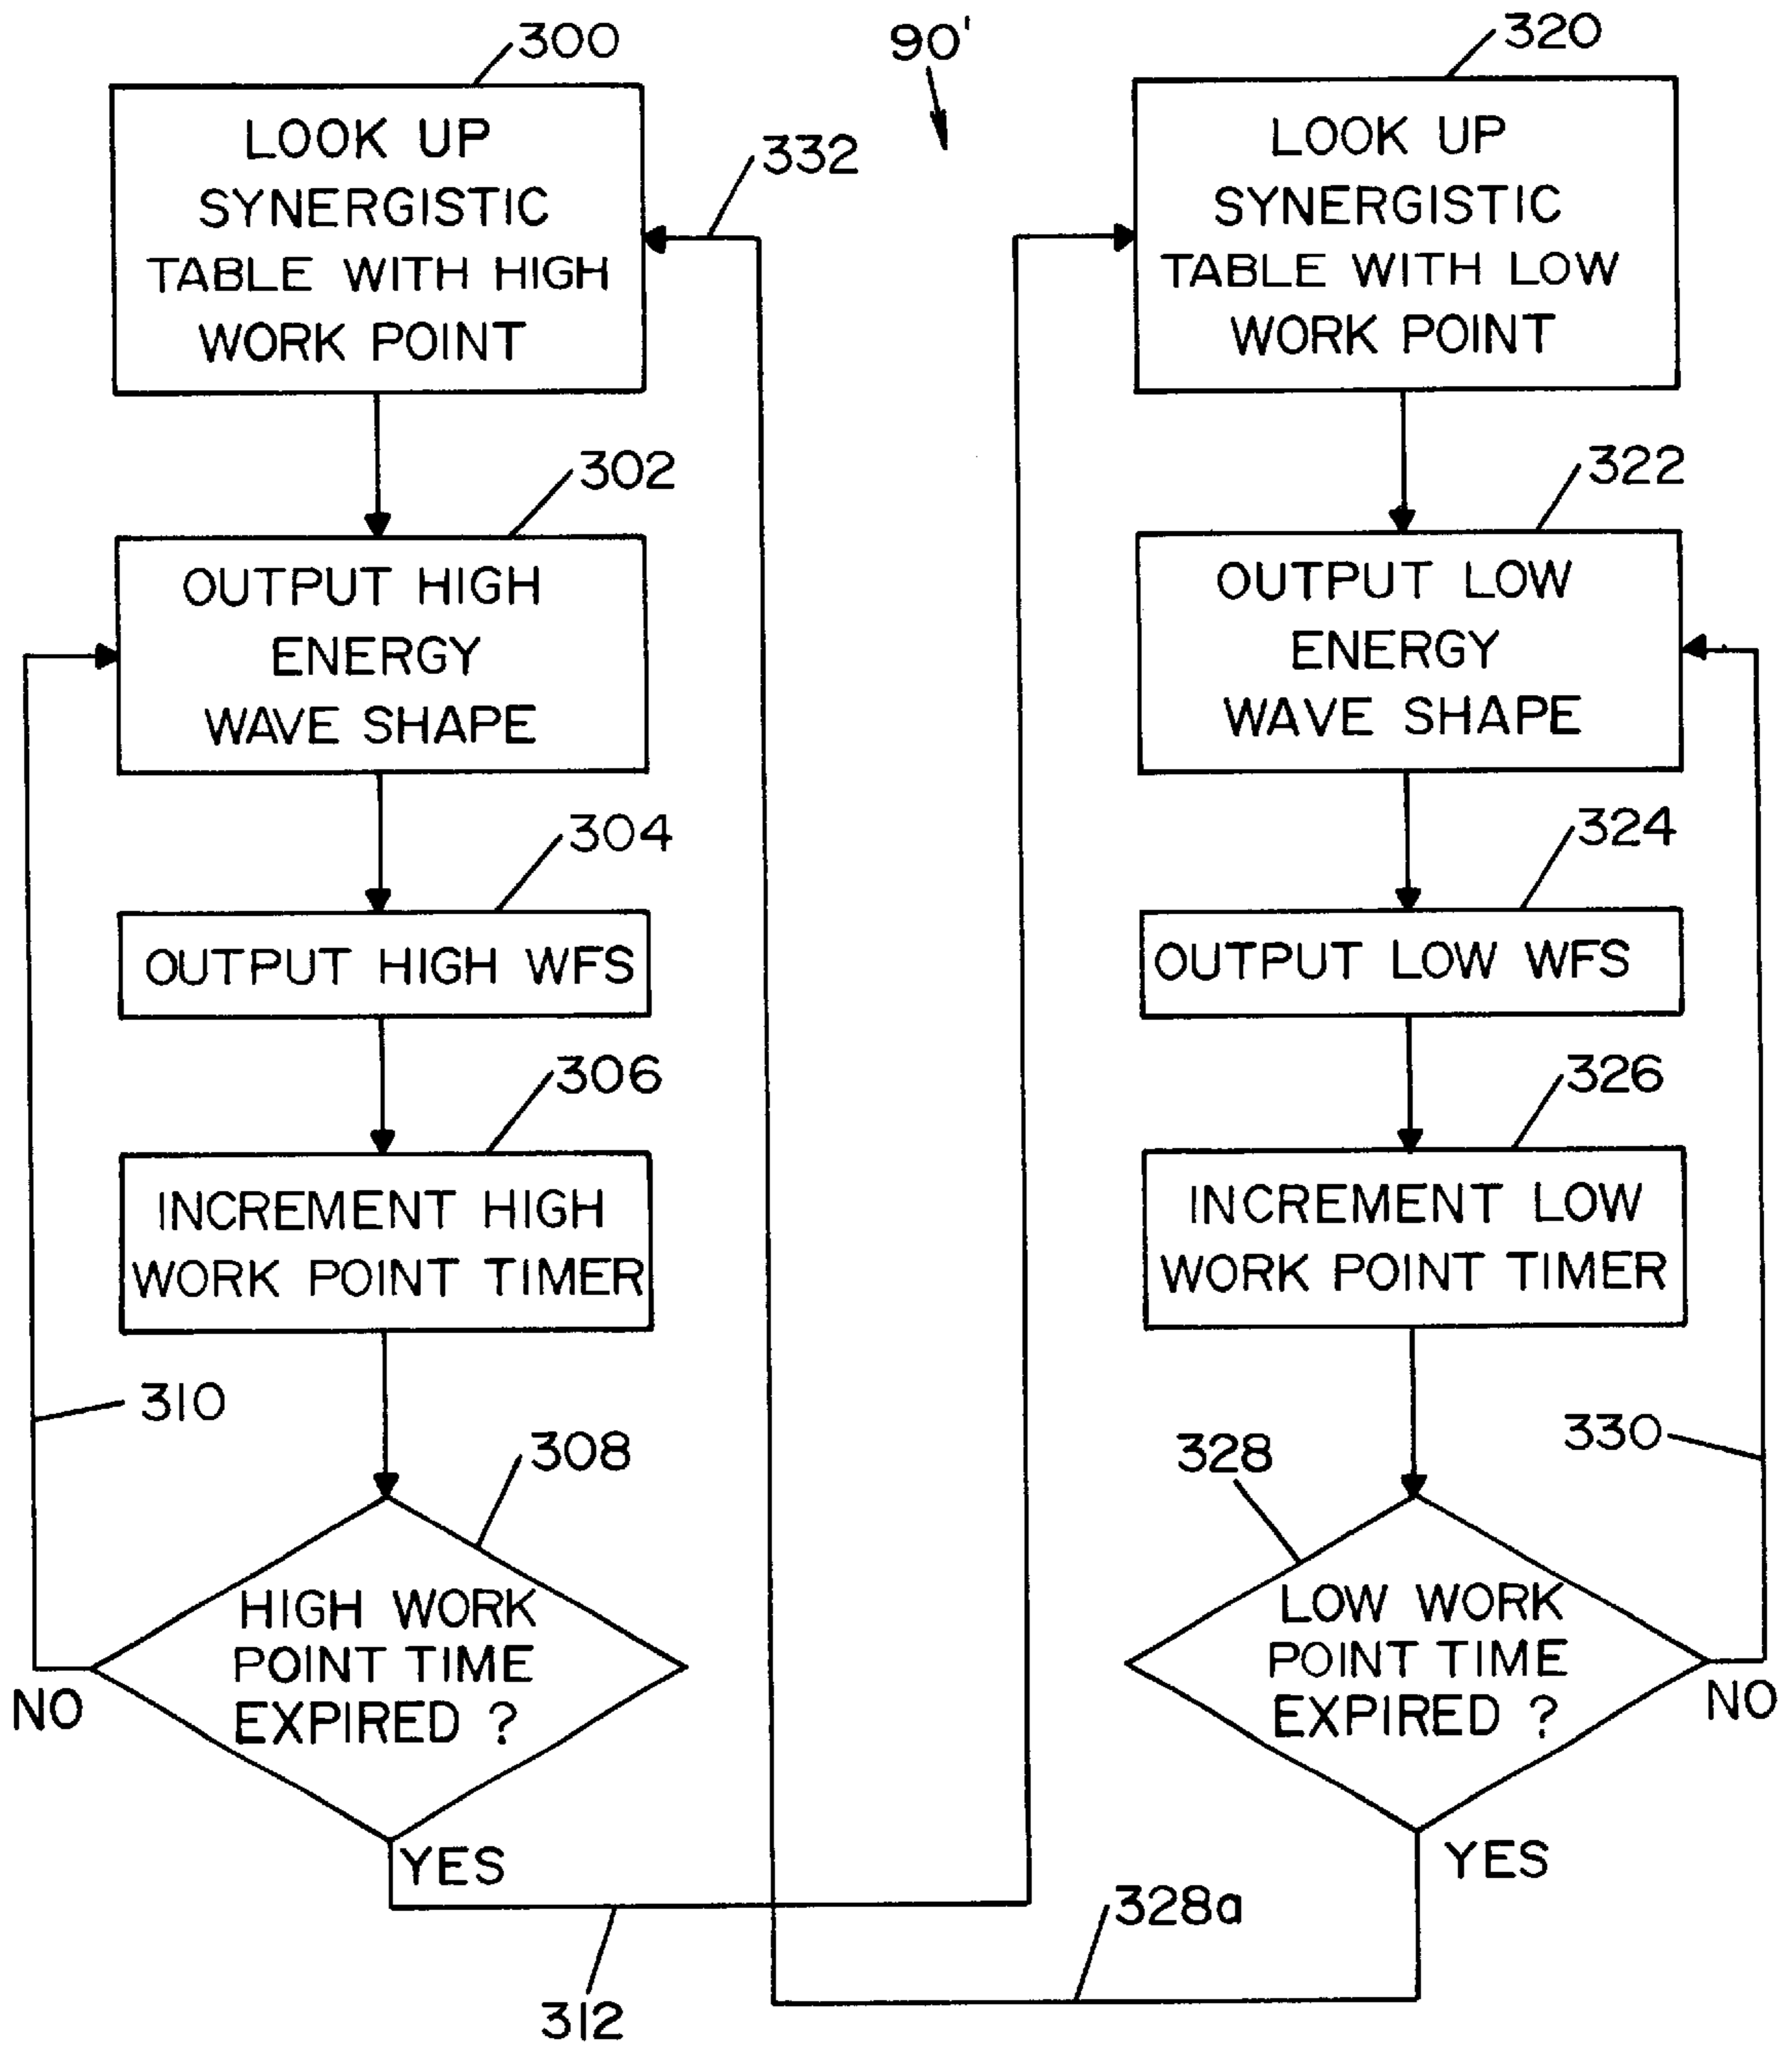 300
90'
320
LOOK UP
SYNERGISTIC
TABLE WITH HIGH
WORK POINT
332
LOOK UP
SYNERGISTIC
TABLE WITH LOW
WORK POINT
302
OUTPUT HIGH
ENERGY
WAVE SHAPE
322
OUTPUT LOW
ENERGY
WAVE SHAPE
304
OUTPUT HIGH WFS
324
OUTPUT LOW WFS
306
INCREMENT HIGH
WORK POINT TIMER
326
INCREMENT LOW
WORK POINT TIMER
310
308
HIGH WORK
POINT TIME
EXPIRED ?
NO
YES
312
328
330
LOW WORK
POINT TIME
EXPIRED ?
NO
YES
328a